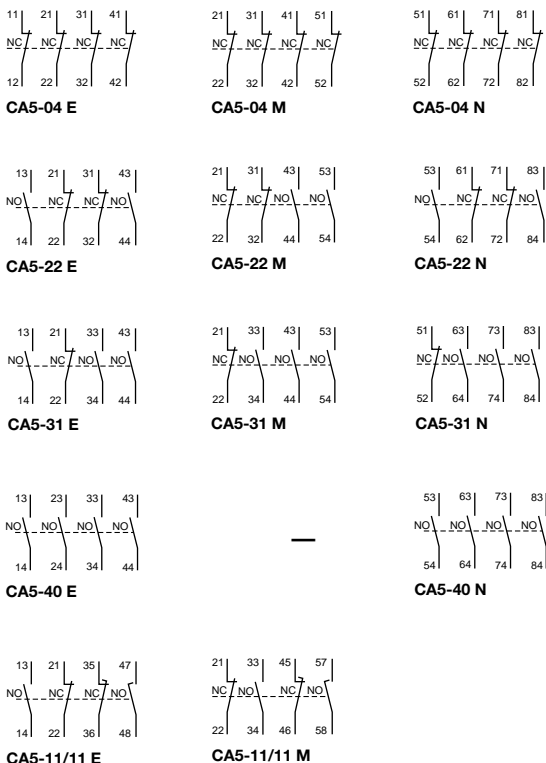 11 21 31 41
NC NC NC NC
12 22 32 42
CA5-04 E
21 31 41 51
NC NC NC NC
22 32 42 52
CA5-04 M
51 61 71 81
NC NC NC NC
52 62 72 82
CA5-04 N
13 21 31 43
NO NC NC NO
14 22 32 44
CA5-22 E
21 31 43 53
NC NC NO NO
22 32 44 54
CA5-22 M
53 61 71 83
NO NC NC NO
54 62 72 84
CA5-22 N
13 21 33 43
NO NC NO NO
14 22 34 44
CA5-31 E
21 33 43 53
NC NO NO NO
22 34 44 54
CA5-31 M
51 63 73 83
NC NO NO NO
52 64 74 84
CA5-31 N
13 23 33 43
NO NO NO NO
14 24 34 44
CA5-40 E
—
53 63 73 83
NO NO NO NO
54 64 74 84
CA5-40 N
13 21 35 47
NO NC NC NO
14 22 36 48
CA5-11/11 E
21 33 45 57
NC NO NC NO
22 34 46 58
CA5-11/11 M